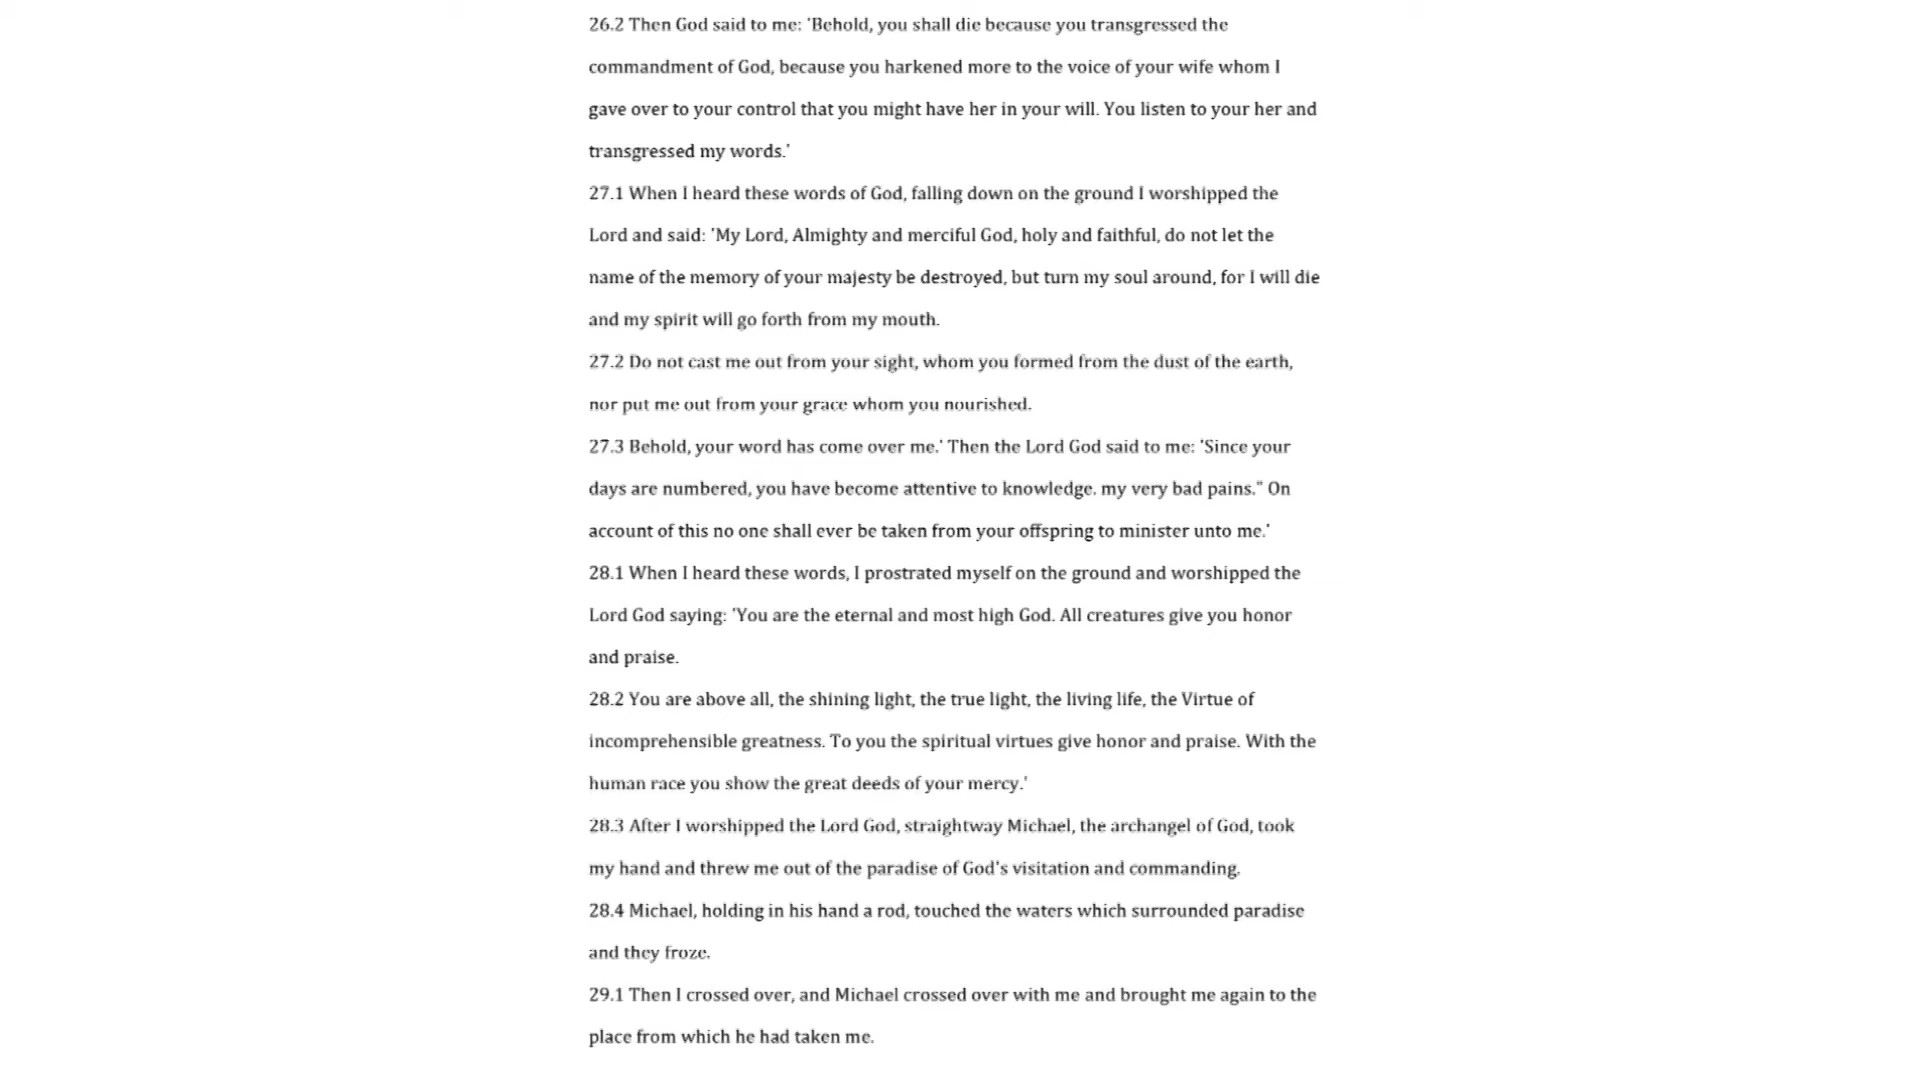 26.2 Then God said to me: 'Behold, you shall die because you transgressed the
commandment of God, because you harkened more to the voice of your wife whom I
gave over to your control that you might have her in your will. You listen to your her and
transgressed my words.'
27.1 When I heard these words of God, falling down on the ground I worshipped the
Lord and said: 'My Lord, Almighty and merciful God, holy and faithful, do not let the
name of the memory of your majesty be destroyed, but turn my soul around, for I will die
and my spirit will go forth from my mouth.
27.2 Do not cast me out from your sight, whom you formed from the dust of the earth,
nor put me out from your grace whom you nourished.
27.3 Behold, your word has come over me.' Then the Lord God said to me: 'Since your
days are numbered, you have become attentive to knowledge. my very bad pains." On
account of this no one shall ever be taken from your offspring to minister unto me.'
28.1 When I heard these words, I prostrated myself on the ground and worshipped the
Lord God saying: 'You are the eternal and most high God. All creatures give you honor
and praise.
28.2 You are above all, the shining light, the true light, the living life, the Virtue of
incomprehensible greatness. To you the spiritual virtues give honor and praise. With the
human race you show the great deeds of your mercy.'
28.3 After I worshipped the Lord God, straightway Michael, the archangel of God, took
my hand and threw me out of the paradise of God's visitation and commanding.
28.4 Michael, holding in his hand a rod, touched the waters which surrounded paradise
and they froze.
29.1 Then I crossed over, and Michael crossed over with me and brought me again to the
place from which he had taken me.